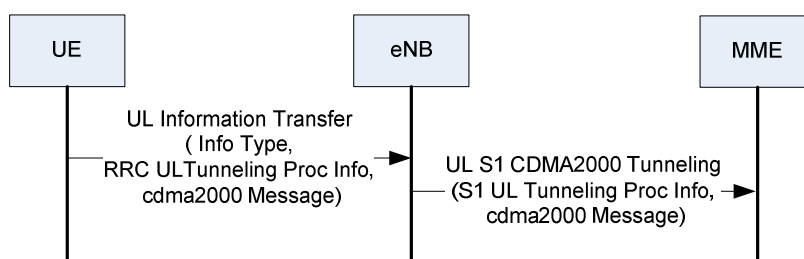 UE
eNB
MME
UL Information Transfer
( Info Type,
RRC ULTunneling Proc Info,
cdma2000 Message)
UL S1 CDMA2000 Tunneling
(S1 UL Tunneling Proc Info,
cdma2000 Message)